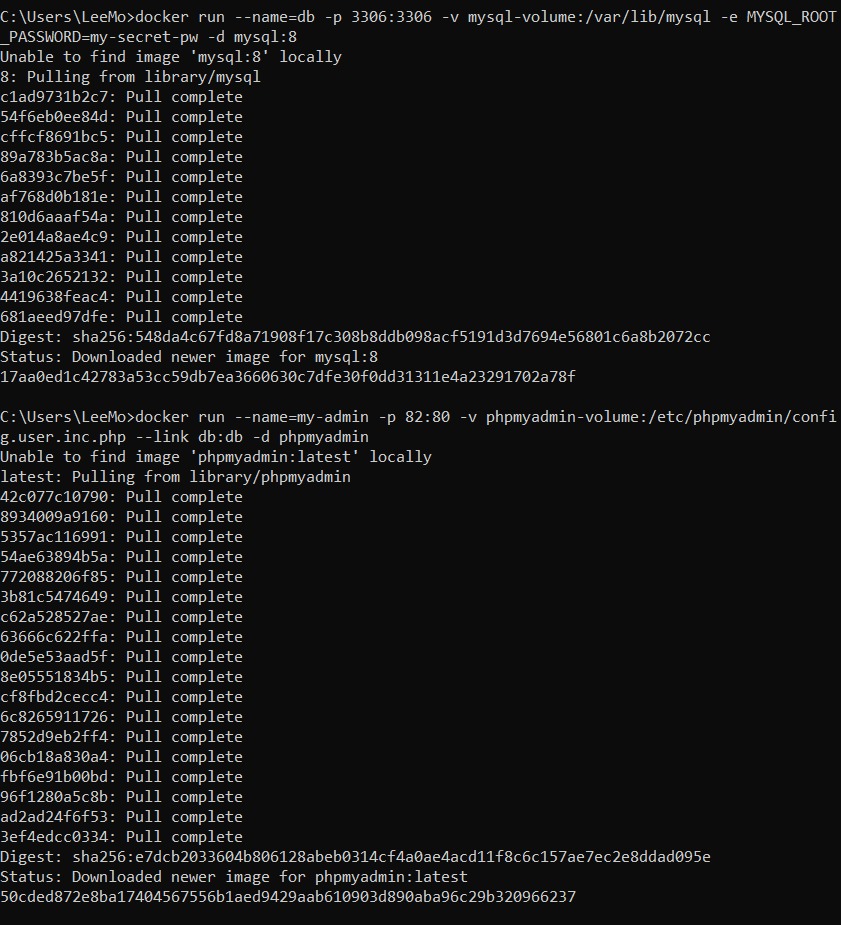 C:\Users\LeeMo>docker run --name=db -p 3306:3306 -v mysql-volume:/var/lib/mysql -e MYSQL_ROOT
_PASSWORD=my-secret-pw -d mysql:8
Unable to find image 'mysql:8' locally
8: Pulling from library/mysql
c1ad9731b2c7: Pull complete
54f6eb0ee84d: Pull complete
cffcf8691bc5: Pull complete
89a783b5ac8a: Pull complete
6a8393c7be5f: Pull complete
af768d0b181e: Pull complete
810d6aaaf54a: Pull complete
2e014a8ae4c9: Pull complete
a821425a3341: Pull complete
3a10c2652132: Pull complete
4419638feac4: Pull complete
681aeed97dfe: Pull complete
Digest: sha256:548da4c67fd8a71908f17c308b8ddb098acf5191d3d7694e56801c6a8b2072cc
Status: Downloaded newer image for mysql:8
17aa0ed1c42783a53cc59db7ea3660630c7dfe30f0dd31311e4a23291702a78f
C:\Users\LeeMo>docker run --name=my-admin -p 82:80 -v phpmyadmin-volume:/etc/phpmyadmin/confi
g.user.inc.php --link db:db -d phpmyadmin
Unable to find image 'phpmyadmin:latest' locally
latest: Pulling from library/phpmyadmin
42c077c10790: Pull complete
8934009a9160: Pull complete
5357ac116991: Pull complete
54ae63894b5a: Pull complete
772088206f85: Pull complete
3b81c5474649: Pull complete
c62a528527ae: Pull complete
63666c622ffa: Pull complete
0de5e53aad5f: Pull complete
8e05551834b5: Pull complete
cf8fbd2cecc4: Pull complete
6c8265911726: Pull complete
7852d9eb2ff4: Pull complete
06cb18a830a4: Pull complete
fbf6e91b00bd: Pull complete
96f1280a5c8b: Pull complete
ad2ad24f6f53: Pull complete
3ef4edcc0334: Pull complete
Digest: sha256:e7dcb2033604b806128abeb0314cf4a0ae4acd11f8c6c157ae7ec2e8ddad095e
Status: Downloaded newer image for phpmyadmin:latest
50cded872e8ba17404567556b1aed9429aab610903d890aba96c29b320966237